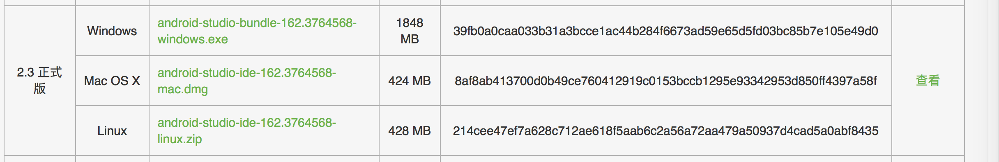 2.3 正式
版
Windows
android-studio-bundle-162.3764568-
windows.exe
1848
MB
39fb0a0caa033b31a3bcce1ac44b284f6673ad59e65d5fd03bc85b7e105e49d0
Mac OS X
android-studio-ide-162.3764568-
mac.dmg
424 MB
8af8ab413700d0b49ce760412919c0153bccb1295e93342953d850ff4397a58f
Linux
android-studio-ide-162.3764568-
linux.zip
428 MB
214cee47ef7a628c712ae618f5aab6c2a56a72aa479a50937d4cad5a0abf8435
查看